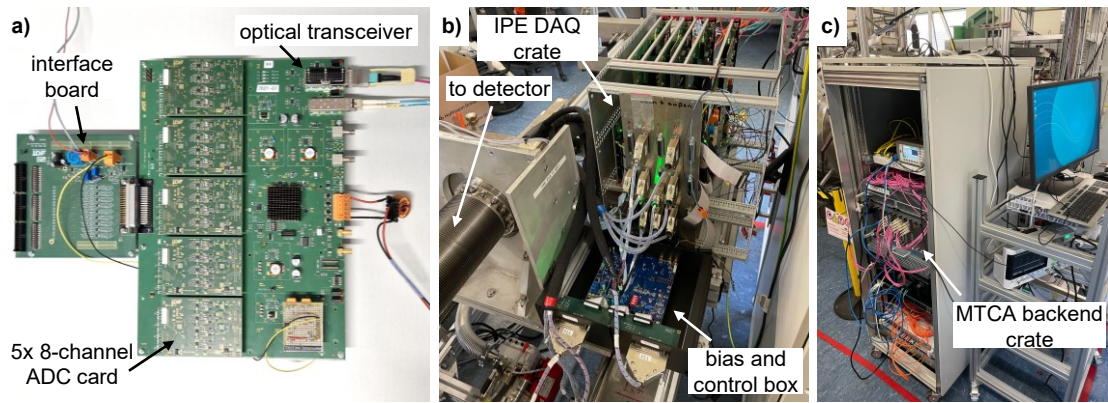 a)
optical transceiver
interface
board
5x 8-channel
ADC card
b)
IPE DAQ
crate
to detector
bias and
control box
c)
MTCA backend
crate